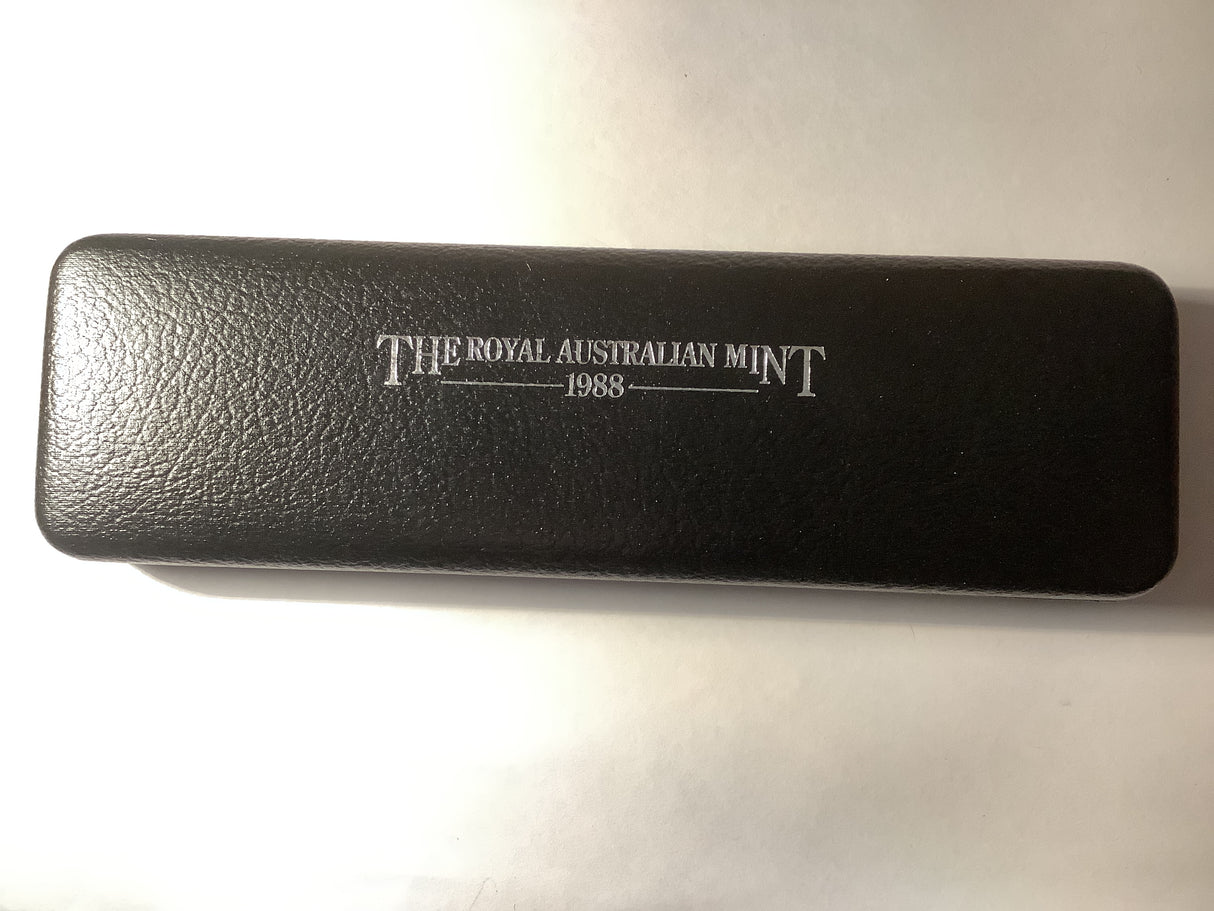 THE ROYAL AUSTRALIAN MINT
1988